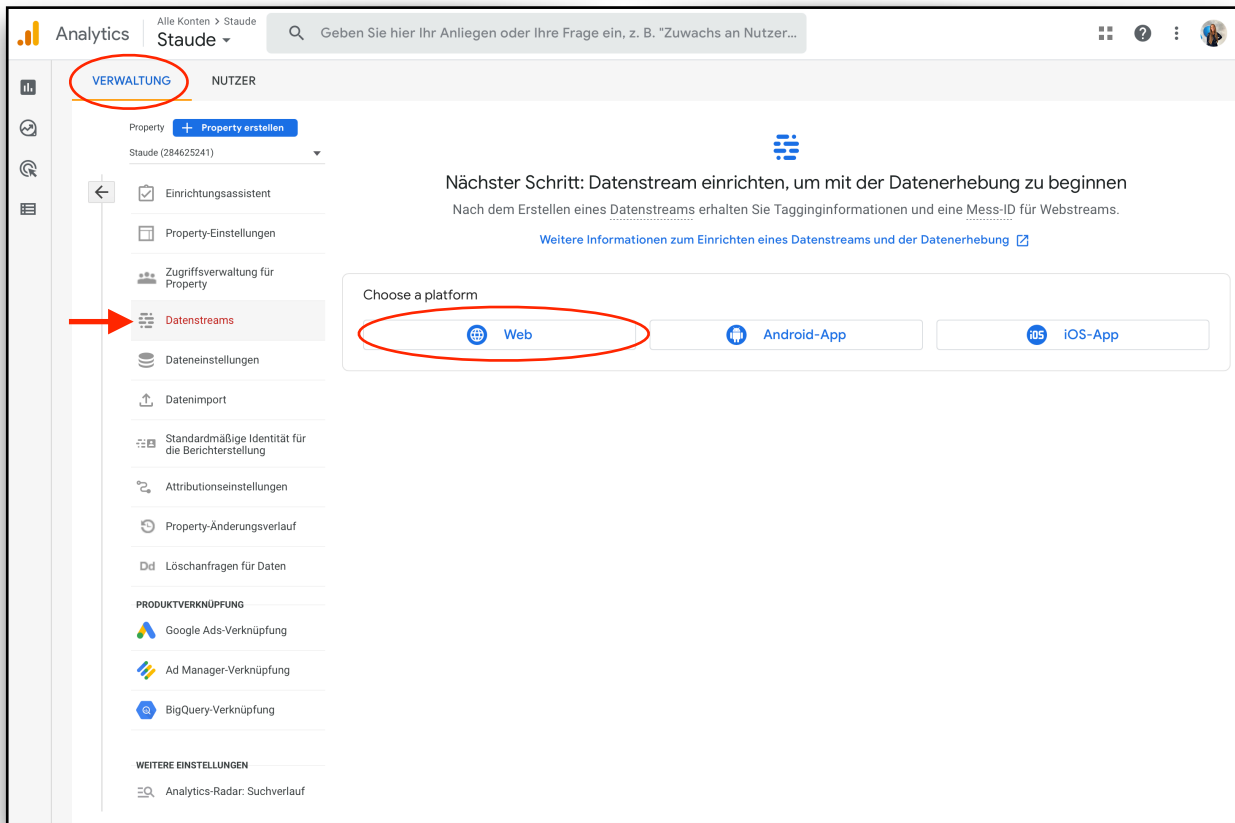 Analytics
Alle Konten > Staude
Staude
Geben Sie hier Ihr Anliegen oder Ihre Frage ein, z. B. "Zuwachs an Nutzer...
VERWALTUNG
NUTZER
Property
+ Property erstellen
Staude (284625241)
Einrichtungsassistent
Property-Einstellungen
Zugriffsverwaltung für
Property
Datenstreams
Dateneinstellungen
Datenimport
Standardmäßige Identität für
die Berichterstellung
Attributionseinstellungen
Property-Änderungsverlauf
Dd Löschanfragen für Daten
PRODUKTVERKNÜPFUNG
Google Ads-Verknüpfung
Ad Manager-Verknüpfung
BigQuery-Verknüpfung
WEITERE EINSTELLUNGEN
Analytics-Radar: Suchverlauf
Nächster Schritt: Datenstream einrichten, um mit der Datenerhebung zu beginnen
Nach dem Erstellen eines Datenstreams erhalten Sie Tagginginformationen und eine Mess-ID für Webstreams.
Weitere Informationen zum Einrichten eines Datenstreams und der Datenerhebung
Choose a platform
Web
Android-App
iOS iOS-App